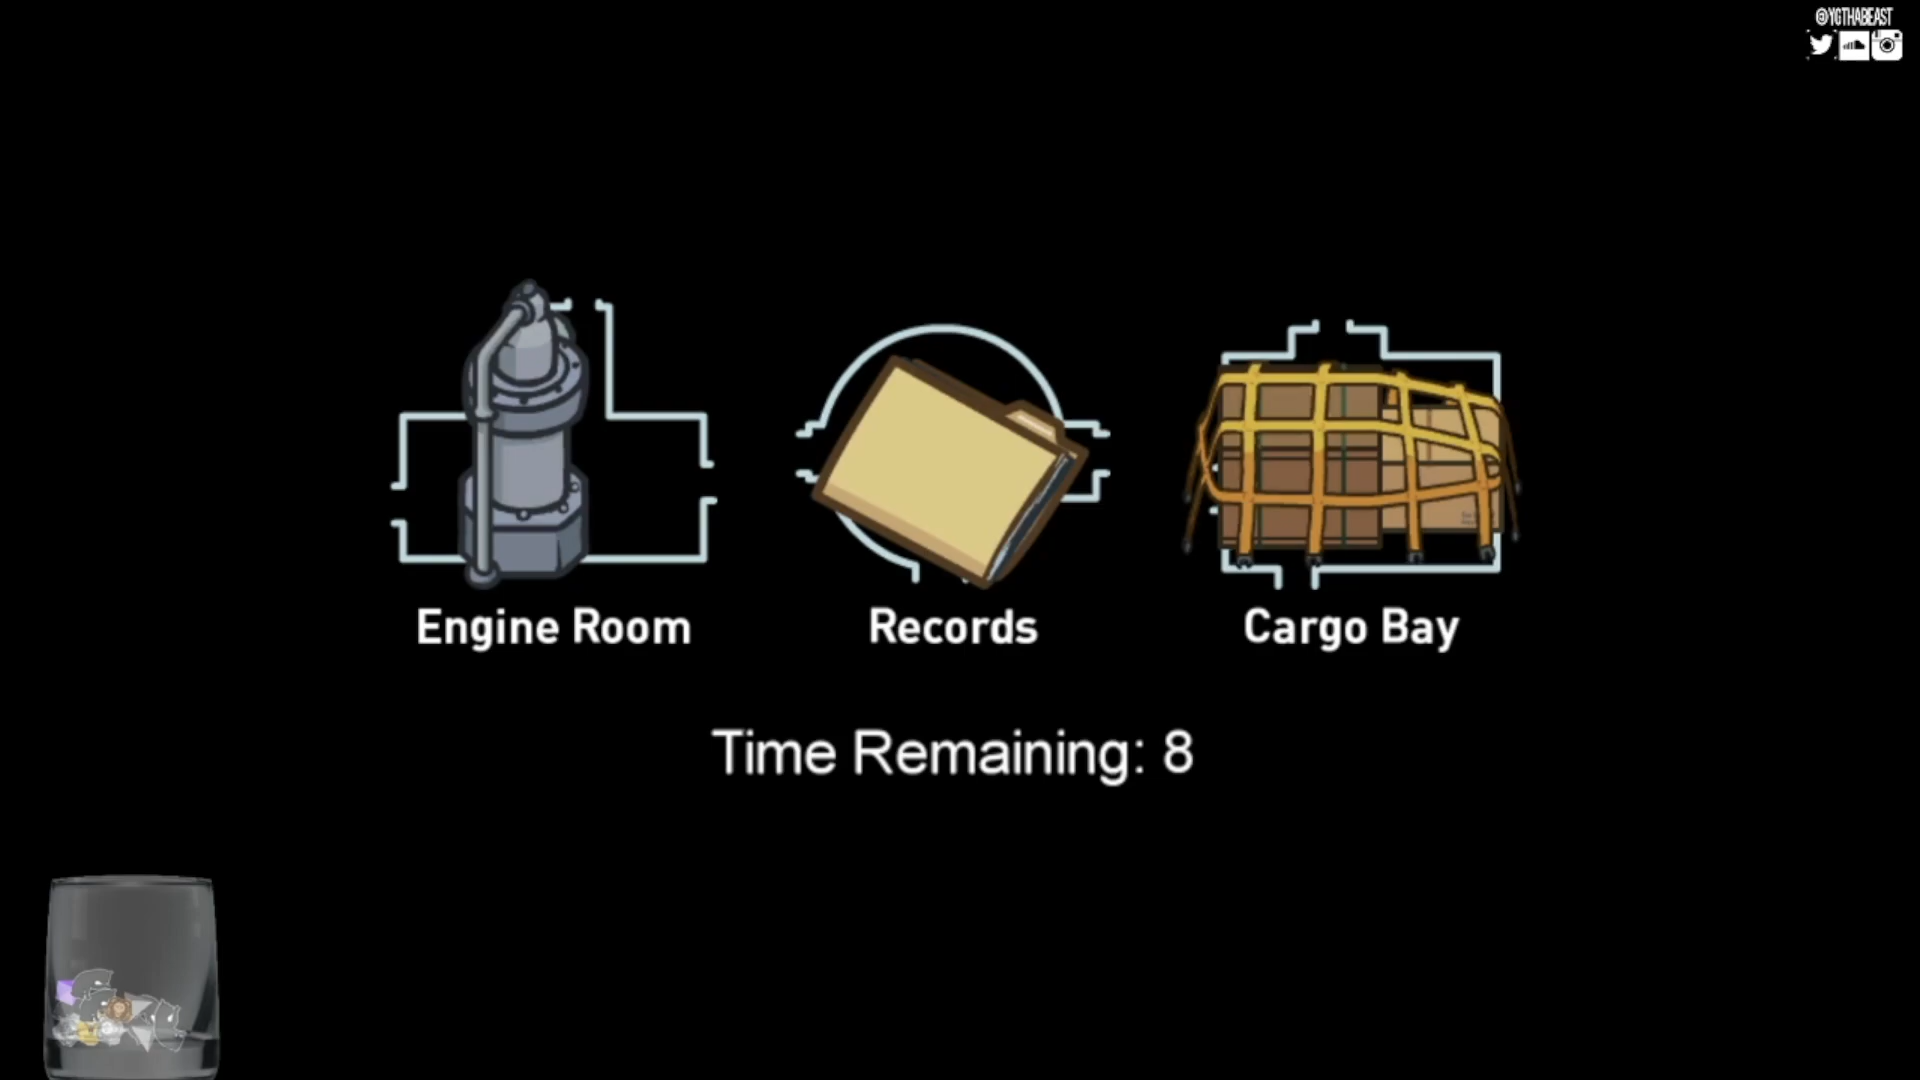 @YGTHABEAST
Engine Room
Records
Cargo Bay
Time Remaining: 8